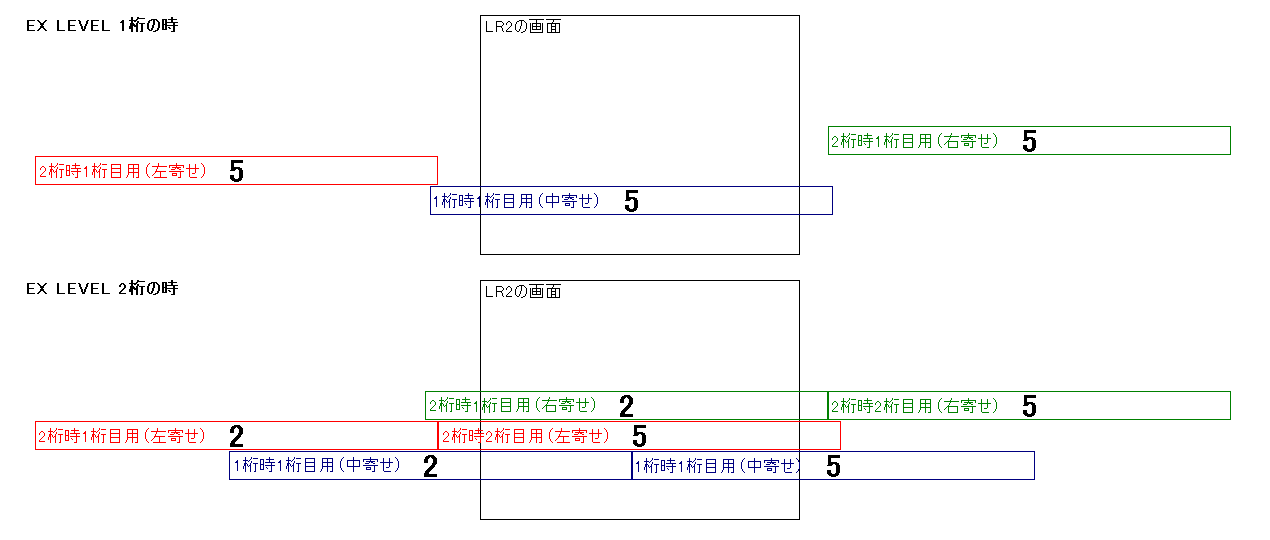 EX LEVEL 1桁の時
LR2の画面
2桁時1桁目用(右寄せ) 5
2桁時1桁目用(左寄せ) 5
1桁時1桁目用(中寄せ) 5
EX LEVEL 2桁の時
LR2の画面
2桁時1桁目用(右寄せ) 2
2桁時2桁目用(右寄せ) 5
2桁時1桁目用(左寄せ) 2
2桁時2桁目用(左寄せ) 5
1桁時1桁目用(中寄せ) 2
1桁時1桁目用(中寄せ) 5